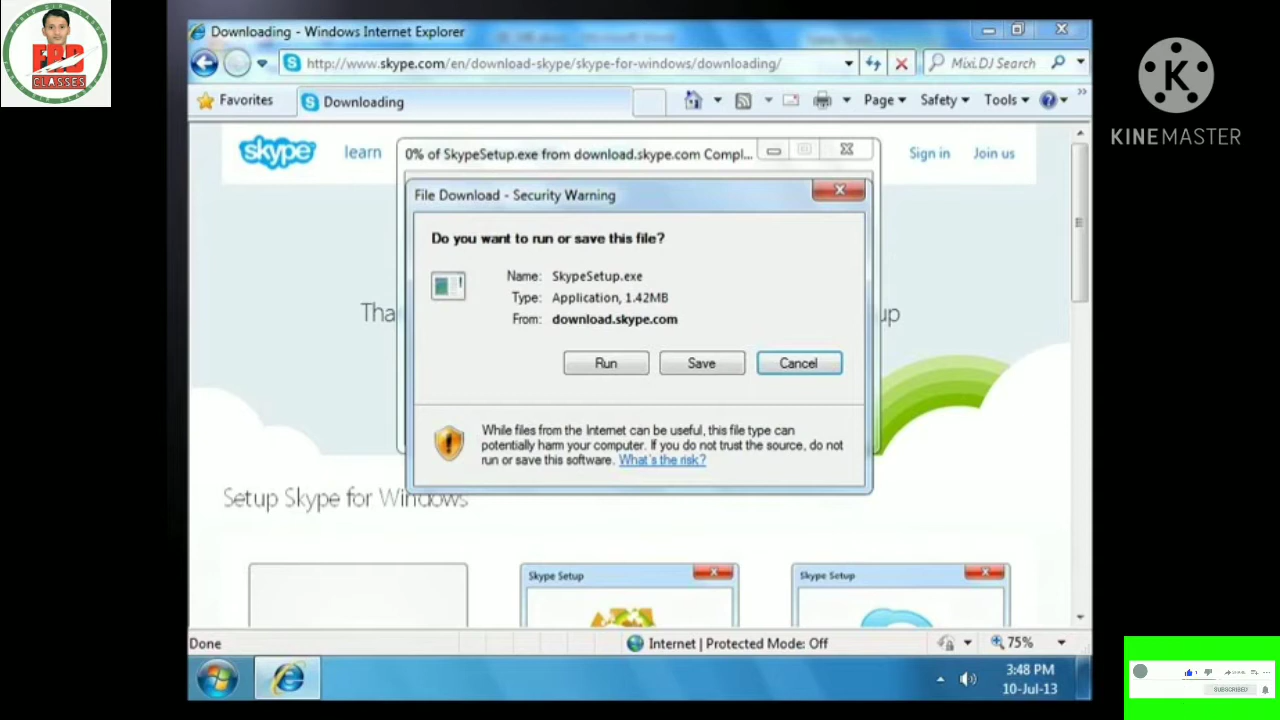 FRD
CLASSES
Downloading - Windows Internet Explorer
http://www.skype.com/en/download-skype/skype-for-windows/downloading/
Mixi.DJ Search
Favorites
Downloading
Page
Safety
Tools
KINEMASTER
skype
learn
0% of SkypeSetup.exe from download.skype.com Compl...
Sign in
Join us
File Download - Security Warning
Do you want to run or save this file?
Name: SkypeSetup.exe
Type: Application, 1.42MB
From: download.skype.com
Tha
up
Run
Save
Cancel
While files from the Internet can be useful, this file type can
potentially harm your computer. If you do not trust the source, do not
run or save this software. What's the risk?
Setup Skype for Windows
Skype Setup
Skype Setup
Done
Internet | Protected Mode: Off
75%
3:48 PM
10-Jul-13
SUBSCRIBED!